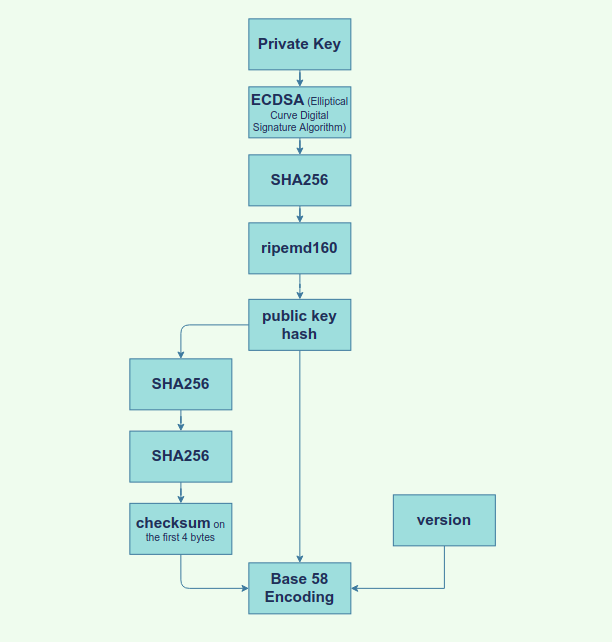 Private Key
ECDSA (Elliptical
Curve Digital
Signature Algorithm)
SHA256
ripemd160
public key
hash
SHA256
SHA256
checksum on
the first 4 bytes
version
Base 58
Encoding